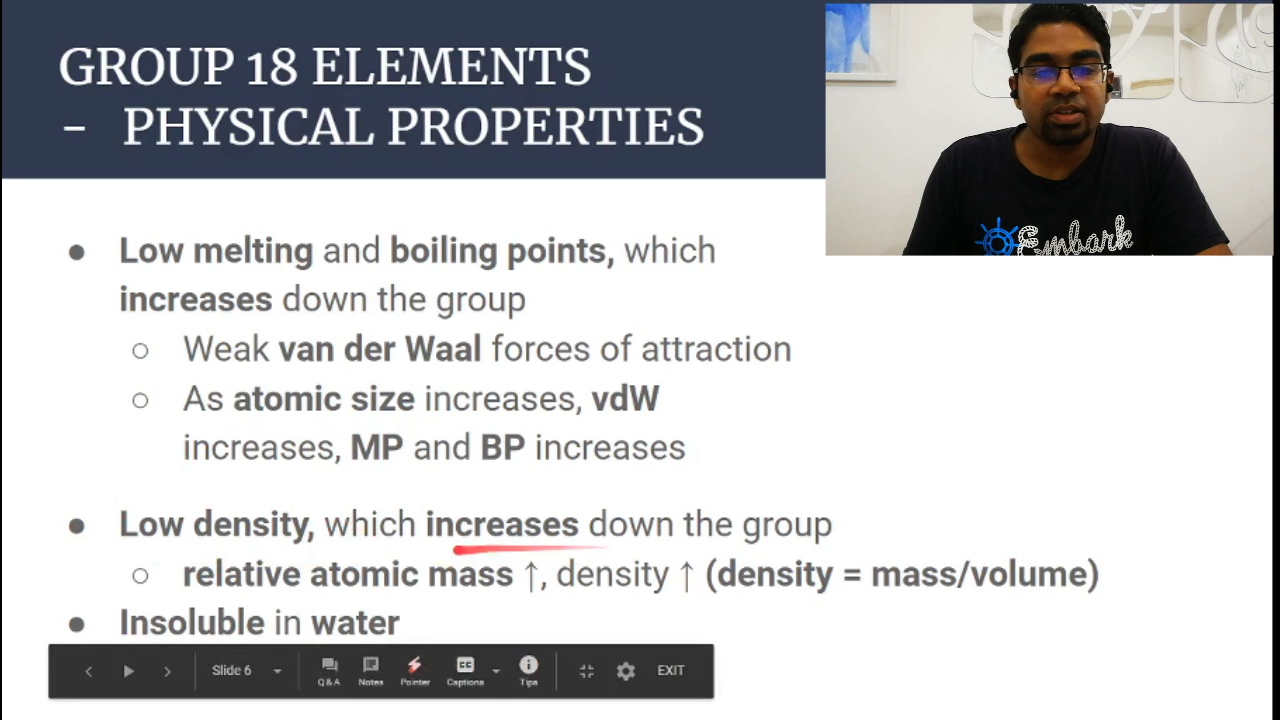 GROUP 18 ELEMENTS
- PHYSICAL PROPERTIES
Embark
● Low melting and boiling points, which
increases down the group
○ Weak van der Waal forces of attraction
○ As atomic size increases, vdW
increases, MP and BP increases
● Low density, which increases down the group
○ relative atomic mass ↑, density ↑ (density = mass/volume)
● Insoluble in water
Slide 6 Q&A Notes Pointer CC Captions Tips EXIT